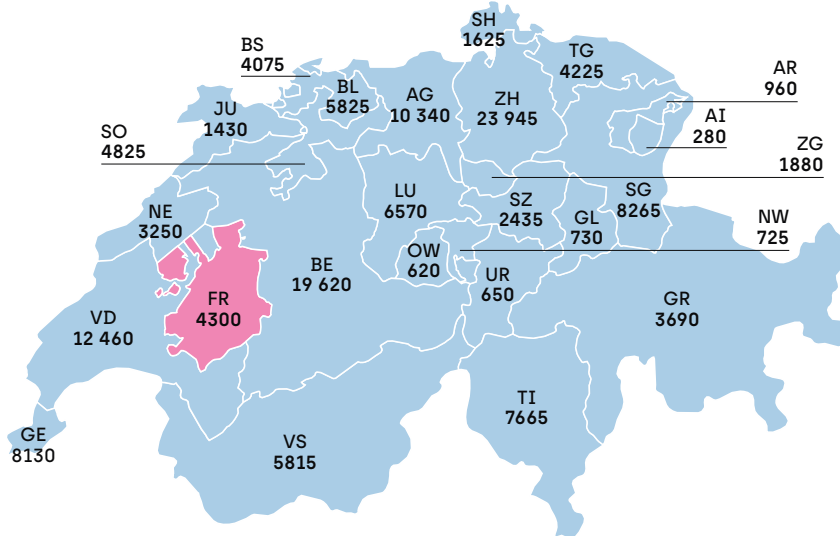 SH
1625
BS
4075
TG
4225
AR
960
BL
5825
AG
10 340
ZH
23 945
JU
1430
AI
280
SO
4825
ZG
1880
LU
6570
SZ
2435
SG
8265
NE
3250
GL
730
NW
725
OW
620
BE
19 620
UR
650
FR
4300
GR
3690
VD
12 460
TI
7665
GE
8130
VS
5815